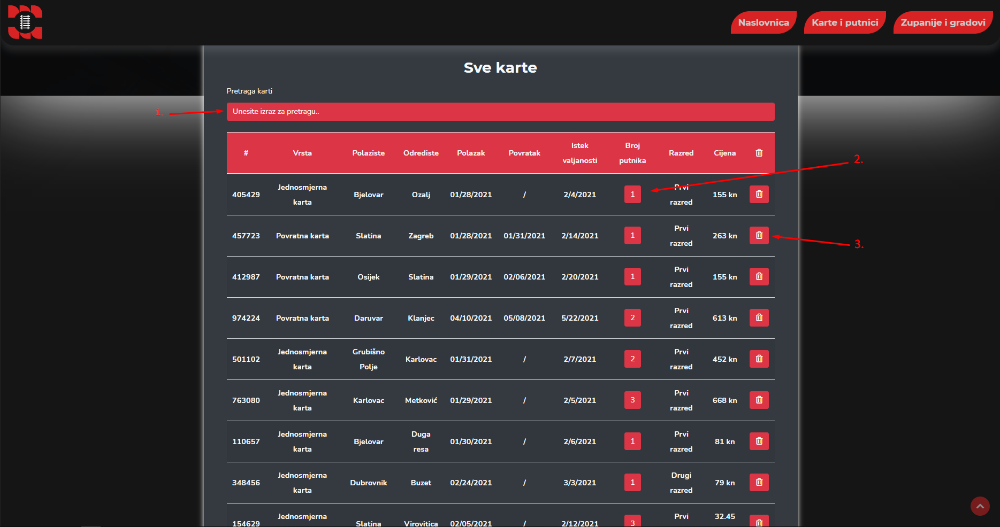 Naslovnica
Karte i putnici
Zupanije i gradovi
Sve karte
Pretraga karti
1.
Unesite izraz za pretragu..
# Vrsta Polaziste Odrediste Polazak Povratak Istek valjanosti Broj putnika Razred Cijena
2.
405429 Jednosmjerna karta Bjelovar Ozalj 01/28/2021 / 2/4/2021 1 Prvi razred 155 kn
457723 Povratna karta Slatina Zagreb 01/28/2021 01/31/2021 2/14/2021 1 Prvi razred 263 kn
3.
412987 Povratna karta Osijek Slatina 01/29/2021 02/06/2021 2/20/2021 1 Prvi razred 155 kn
974224 Povratna karta Daruvar Klanjec 04/10/2021 05/08/2021 5/22/2021 2 Prvi razred 613 kn
501102 Jednosmjerna karta Grubišno Polje Karlovac 01/31/2021 / 2/7/2021 2 Prvi razred 452 kn
763080 Jednosmjerna karta Karlovac Metković 01/29/2021 / 2/5/2021 3 Prvi razred 668 kn
110657 Jednosmjerna karta Bjelovar Duga resa 01/30/2021 / 2/6/2021 1 Prvi razred 81 kn
348456 Jednosmjerna karta Dubrovnik Buzet 02/24/2021 / 3/3/2021 1 Drugi razred 79 kn
154629 Jednosmjerna Slatina Virovitica 02/05/2021 / 2/12/2021 3 Prvi 32.45